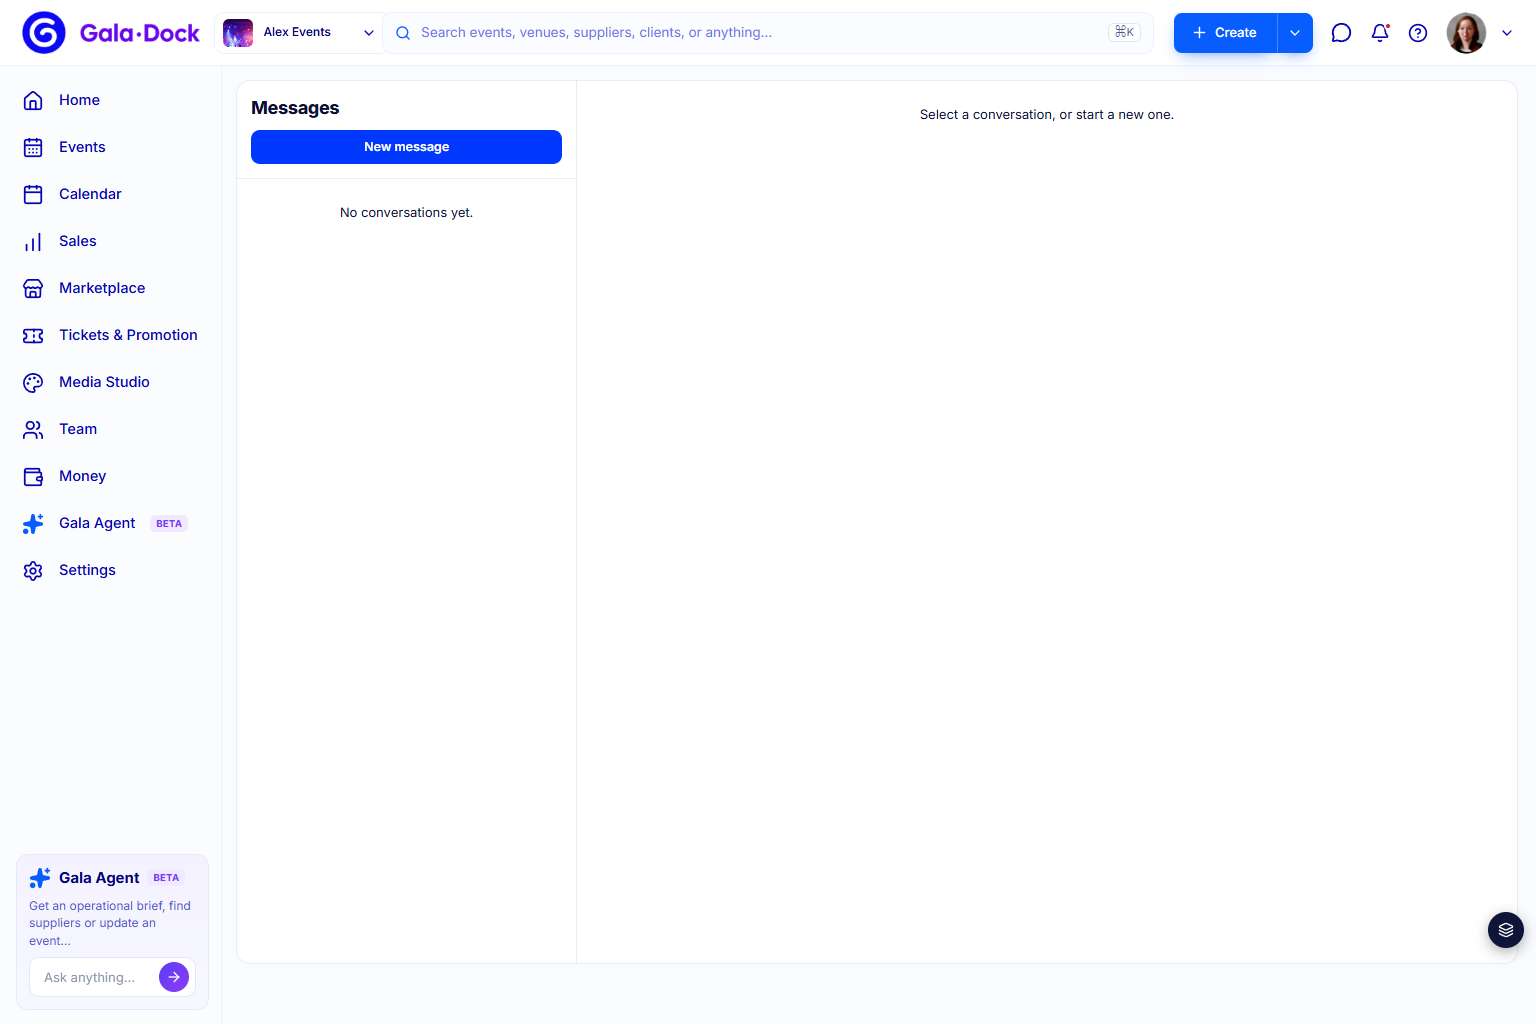 Gala·Dock
Alex Events
Search events, venues, suppliers, clients, or anything...
⌘K
Create
Home
Events
Calendar
Sales
Marketplace
Tickets & Promotion
Media Studio
Team
Money
Gala Agent BETA
Settings
Messages
New message
No conversations yet.
Select a conversation, or start a new one.
Gala Agent BETA
Get an operational brief, find
suppliers or update an
event...
Ask anything...